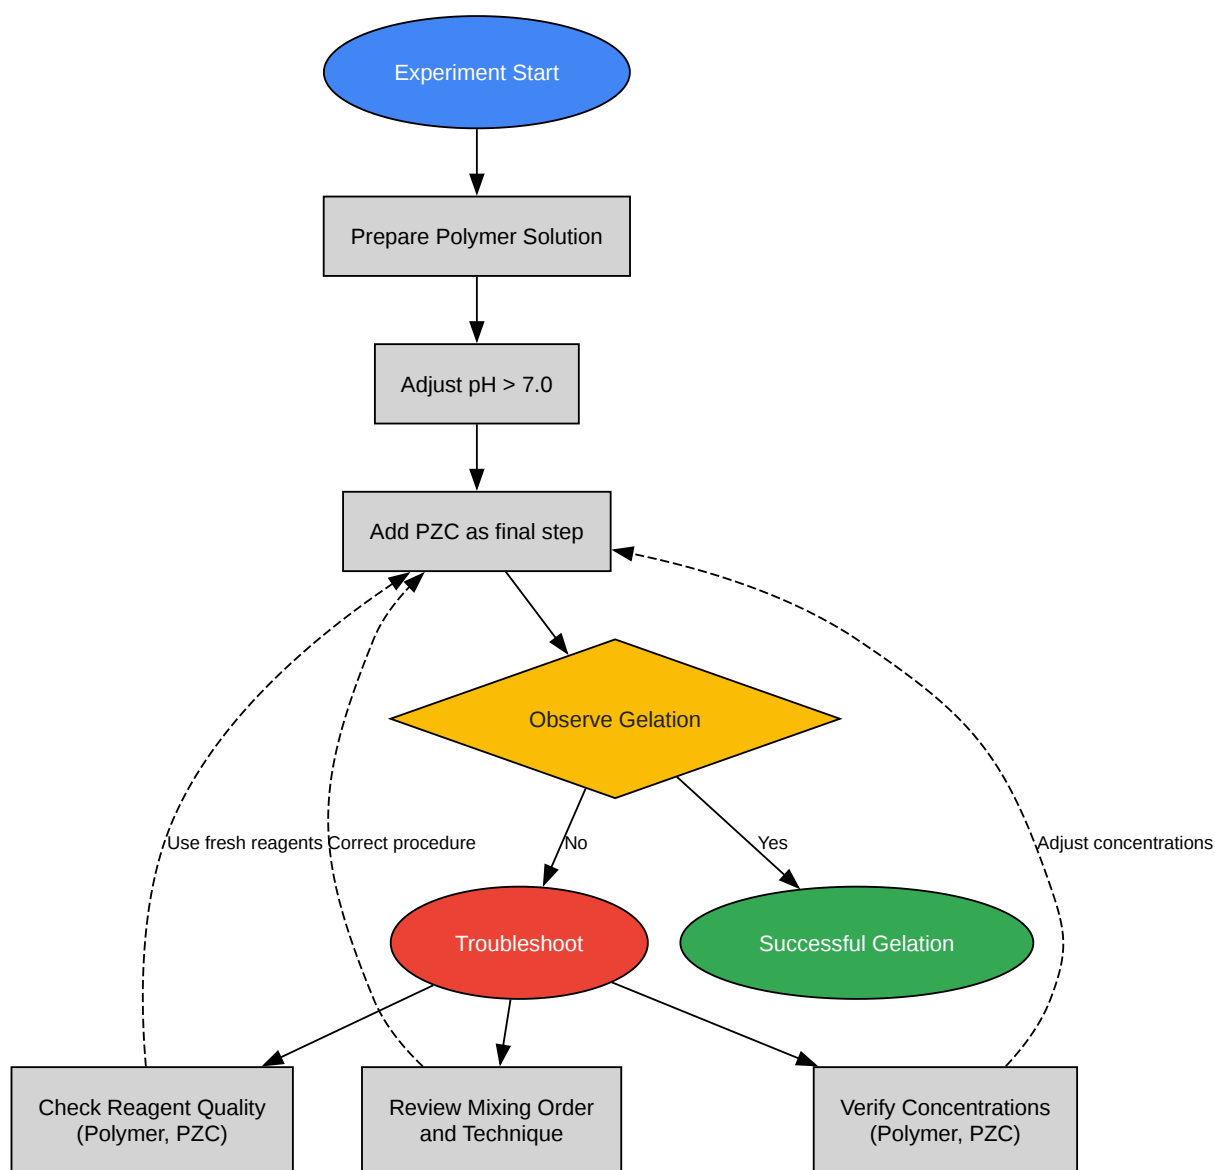 Experiment Start
Prepare Polymer Solution
Adjust pH > 7.0
Add PZC as final step
Observe Gelation
Use fresh reagents
Correct procedure
No
Yes
Adjust concentrations
Troubleshoot
Successful Gelation
Check Reagent Quality
(Polymer, PZC)
Review Mixing Order
and Technique
Verify Concentrations
(Polymer, PZC)